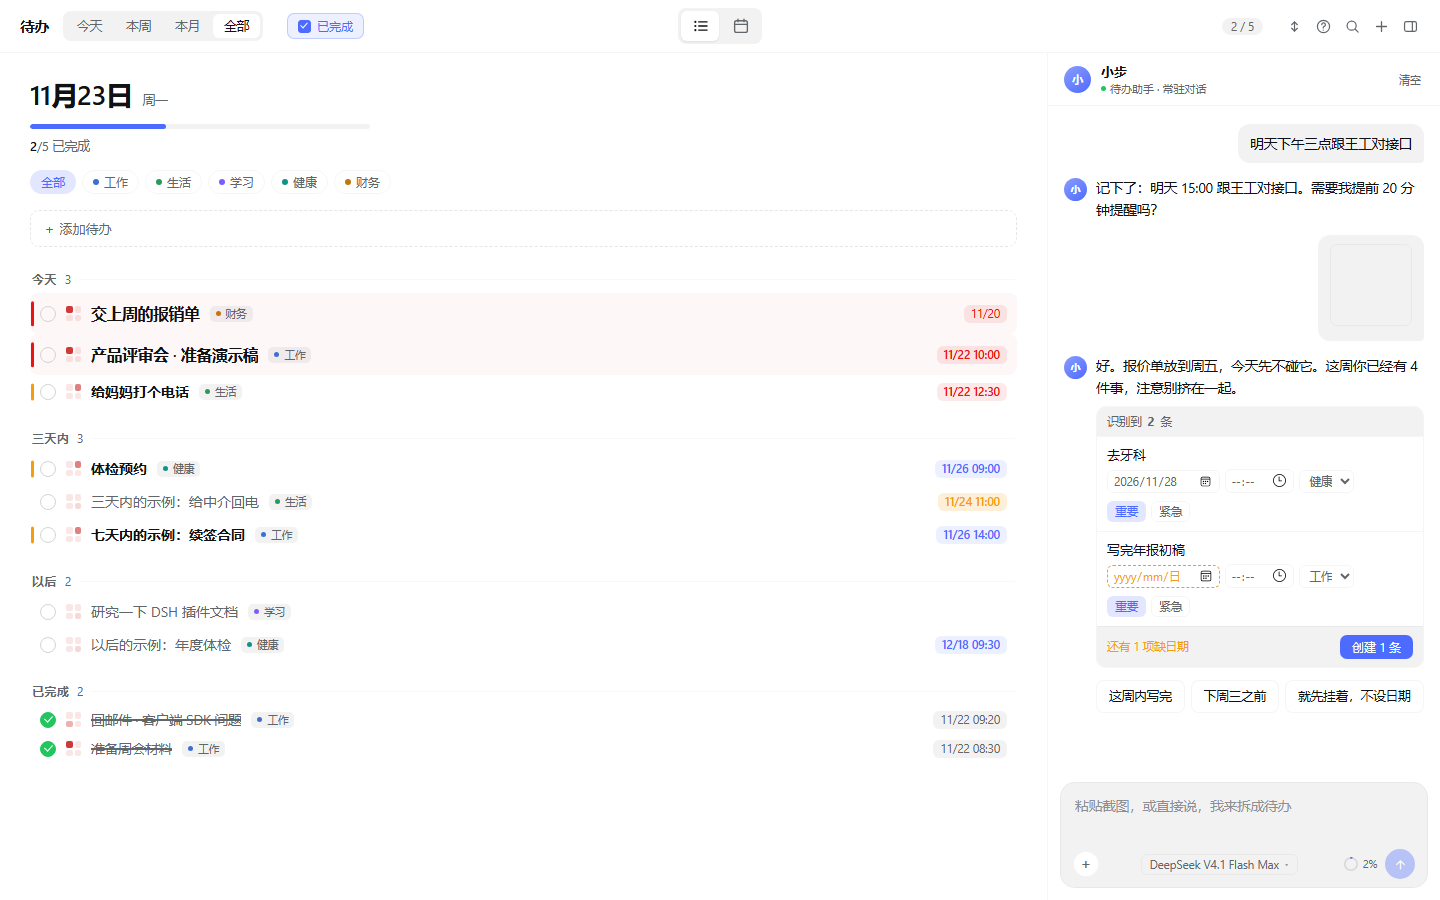 待办 今天 本周 本月 全部 已完成 2 / 5
11月23日 周一
2/5 已完成
全部 工作 生活 学习 健康 财务
+ 添加待办
今天 3
交上周的报销单 财务 11/20
产品评审会 · 准备演示稿 工作 11/22 10:00
给妈妈打个电话 生活 11/22 12:30
三天内 3
体检预约 健康 11/26 09:00
三天内的示例：给中介回电 生活 11/24 11:00
七天内的示例：续签合同 工作 11/26 14:00
以后 2
研究一下 DSH 插件文档 学习
以后的示例：年度体检 健康 12/18 09:30
已完成 2
回邮件 · 客户端 SDK 问题 工作 11/22 09:20
准备周会材料 工作 11/22 08:30
小 小步
待办助手 · 常驻对话
清空
明天下午三点跟王工对接口
小 记下了：明天 15:00 跟王工对接口。需要我提前 20 分
钟提醒吗？
小 好。报价单放到周五，今天先不碰它。这周你已经有 4
件事，注意别挤在一起。
识别到 2 条
去牙科
2026/11/28 --:-- 健康
重要 紧急
写完年报初稿
yyyy/mm/日 --:-- 工作
重要 紧急
还有 1 项缺日期 创建 1 条
这周内写完 下周三之前 就先挂着，不设日期
粘贴截图，或直接说，我来拆成待办
+ DeepSeek V4.1 Flash Max 2%